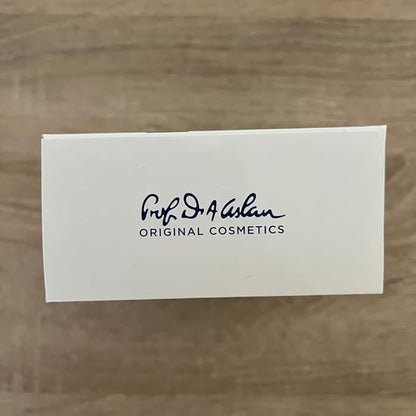 Prof. Dr A Aslan
ORIGINAL COSMETICS